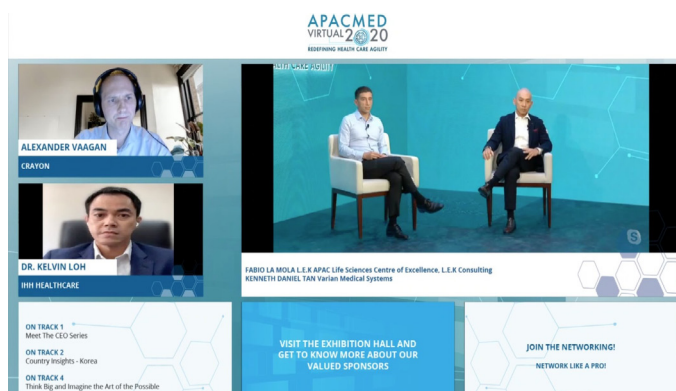 APACMED
VIRTUAL 2020
REDEFINING HEALTH CARE AGILITY
HEALTH CARE AGILITY
ALEXANDER VAAGAN
CRAYON
DR. KELVIN LOH
IHH HEALTHCARE
FABIO LA MOLA L.E.K APAC Life Sciences Centre of Excellence, L.E.K Consulting
KENNETH DANIEL TAN Varian Medical Systems
ON TRACK 1
Meet The CEO Series
ON TRACK 2
Country Insights - Korea
ON TRACK 4
Think Big and Imagine the Art of the Possible
VISIT THE EXHIBITION HALL AND
GET TO KNOW MORE ABOUT OUR
VALUED SPONSORS
JOIN THE NETWORKING!
NETWORK LIKE A PRO!